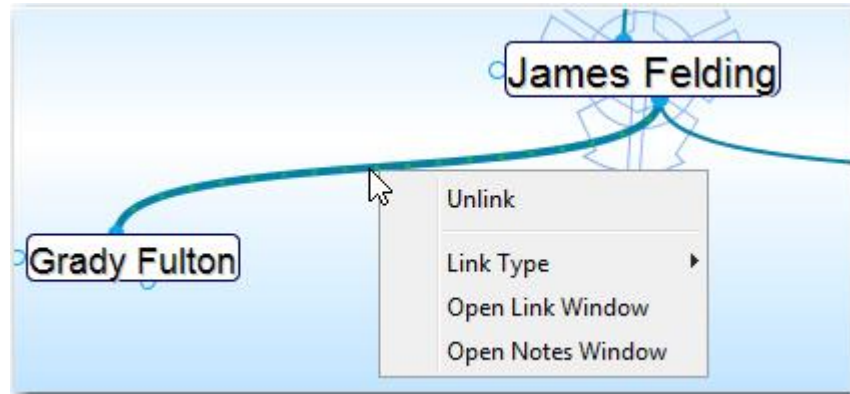 James Felding
Unlink
Grady Fulton
Link Type
Open Link Window
Open Notes Window